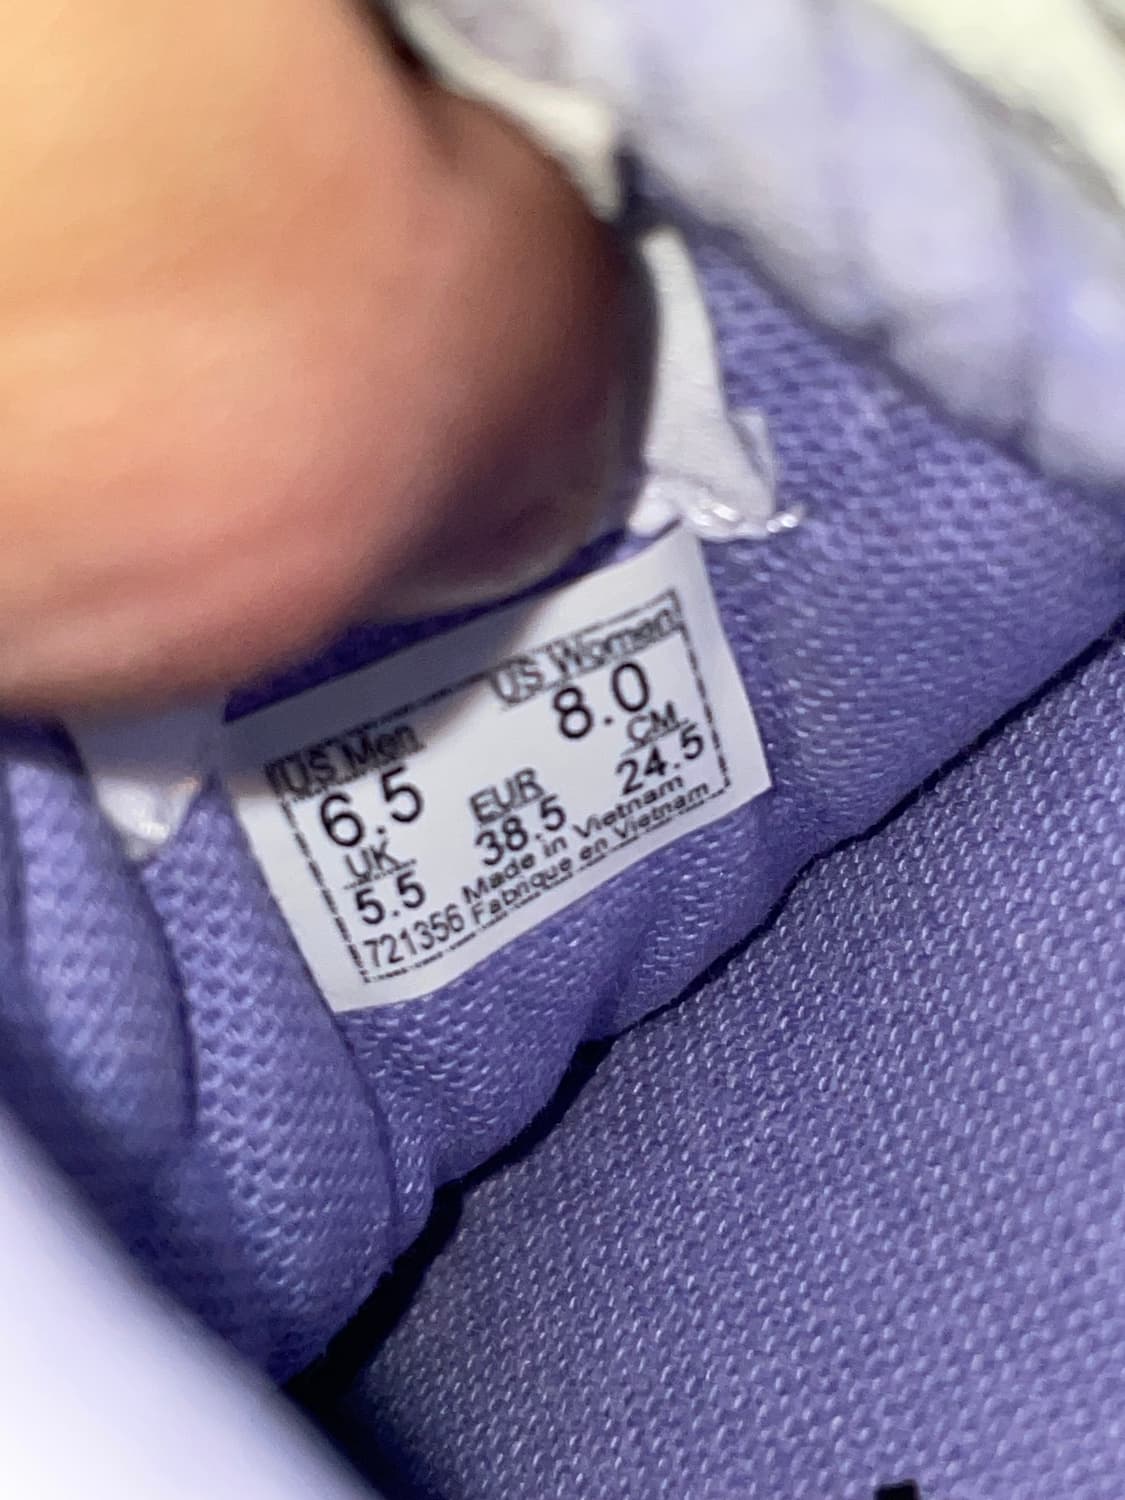 US Men US Women
6.5 8.0
UK EUR CM
5.5 38.5 24.5
Made in Vietnam
721356 Fabrique en Vietnam